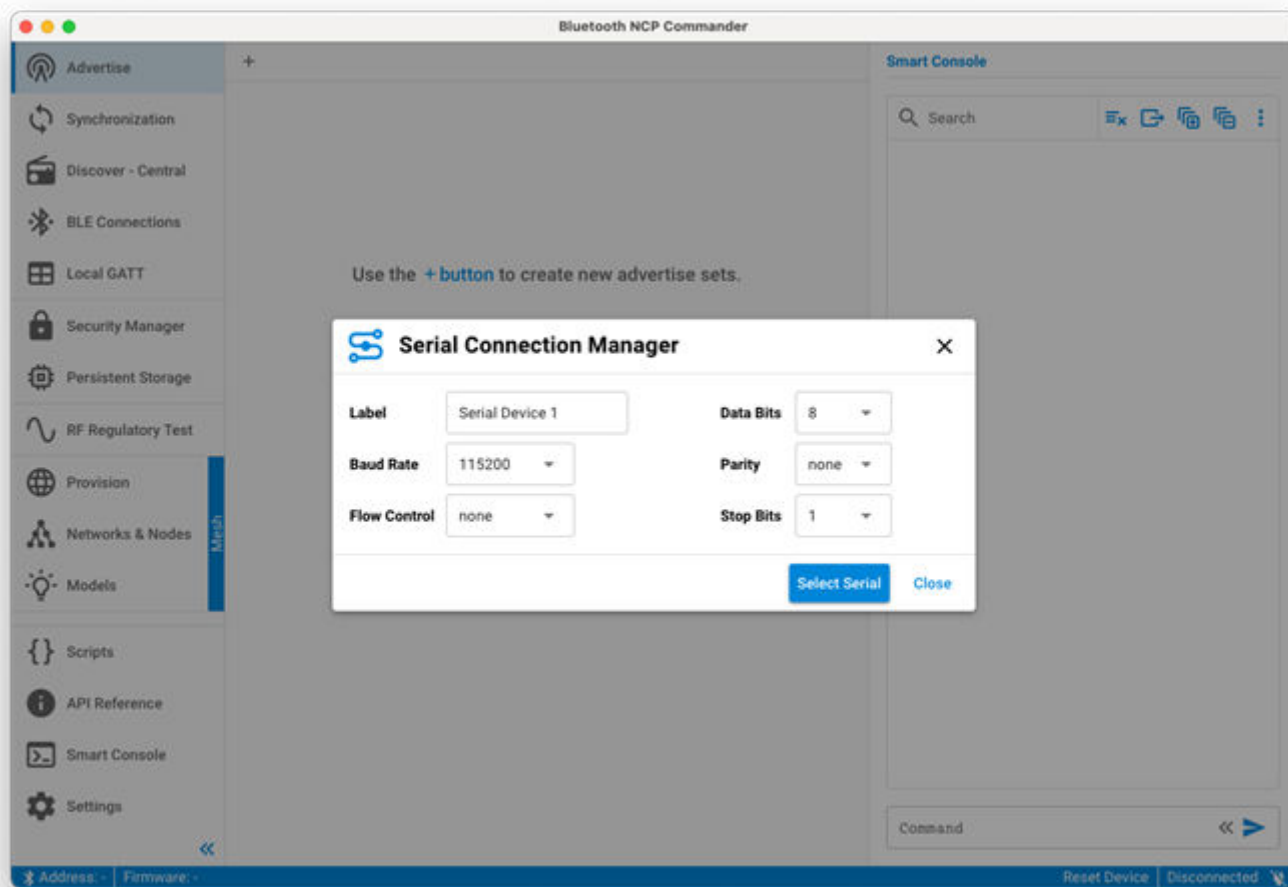 Bluetooth NCP Commander
Advertise
Synchronization
Discover - Central
BLE Connections
Local GATT
Security Manager
Persistent Storage
RF Regulatory Test
Provision
Networks & Nodes
Models
Mesh
Scripts
API Reference
Smart Console
Settings
+
Use the + button to create new advertise sets.
Serial Connection Manager
Label Serial Device 1 Data Bits 8
Baud Rate 115200 Parity none
Flow Control none Stop Bits 1
Select Serial Close
Smart Console
Search
Command
Address: - Firmware: - Reset Device Disconnected